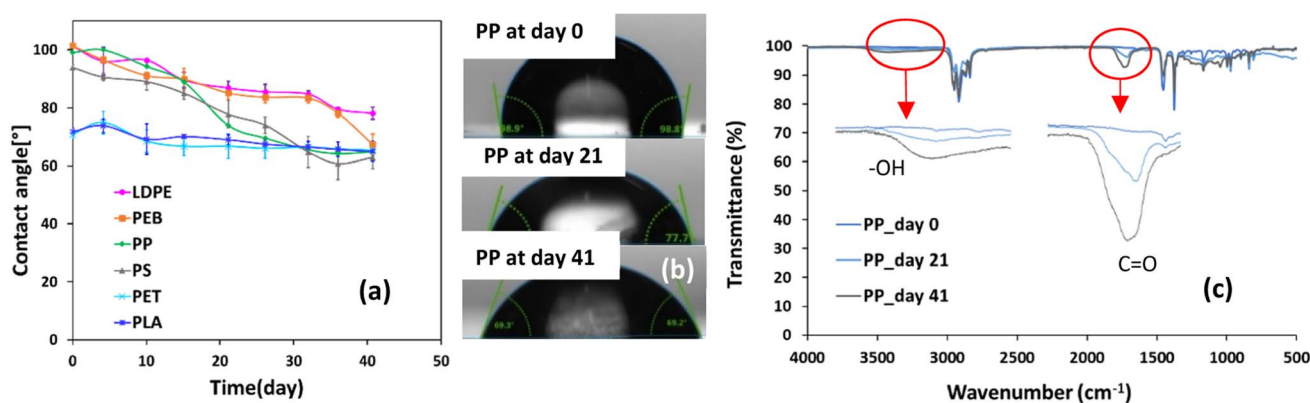 100
80
60
40
20
0
0
10
20
30
40
50
Contact angle[°]
Time(day)
LDPE
PEB
PP
PS
PET
PLA
(a)
PP at day 0
98.9°
98.8°
PP at day 21
77.7°
PP at day 41
69.3°
69.2°
(b)
100
90
80
70
60
50
40
30
20
10
0
4000
3500
3000
2500
2000
1500
1000
500
Transmittance (%)
Wavenumber (cm⁻¹)
-OH
C=O
PP_day 0
PP_day 21
PP_day 41
(c)